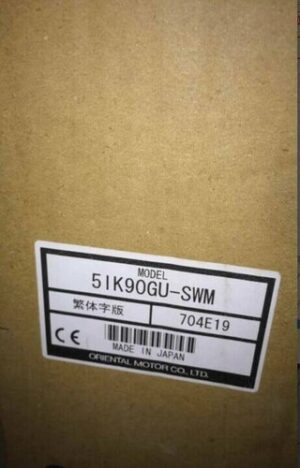 MODEL
5IK90GU-SWM
繁体字版 704E19
CE
MADE IN JAPAN
ORIENTAL MOTOR CO., LTD.